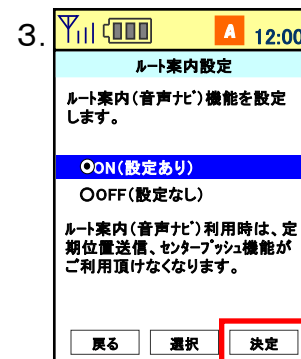 3.
A 12:00
ルート案内設定
ルート案内(音声ナビ)機能を設定
します。
ON(設定あり)
OFF(設定なし)
ルート案内(音声ナビ)利用時は、定
期位置送信、センタープッシュ機能が
ご利用頂けなくなります。
戻る 選択 決定